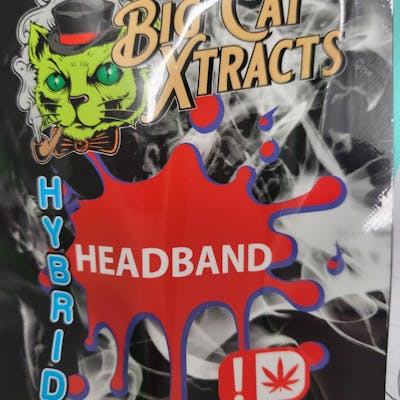 BIG CAT
XTRACTS
HYBRID
HEADBAND
!